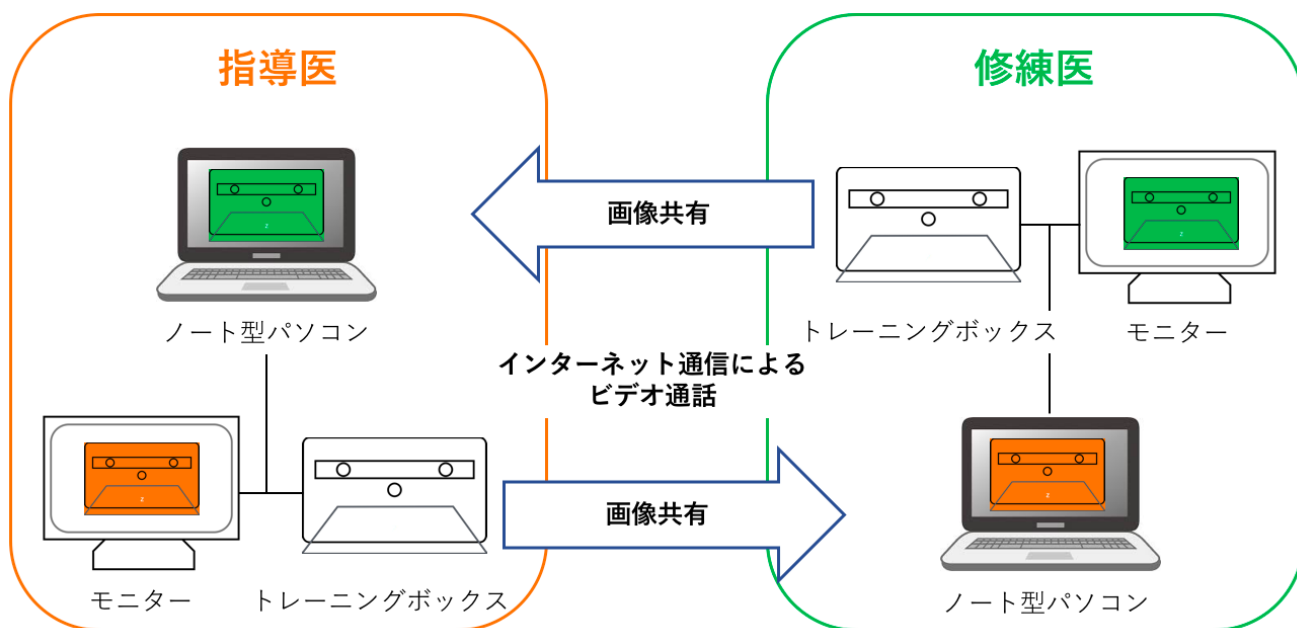 指導医
修練医
画像共有
ノート型パソコン
トレーニングボックス
モニター
インターネット通信による
ビデオ通話
画像共有
モニター
トレーニングボックス
ノート型パソコン
z
z
z
z